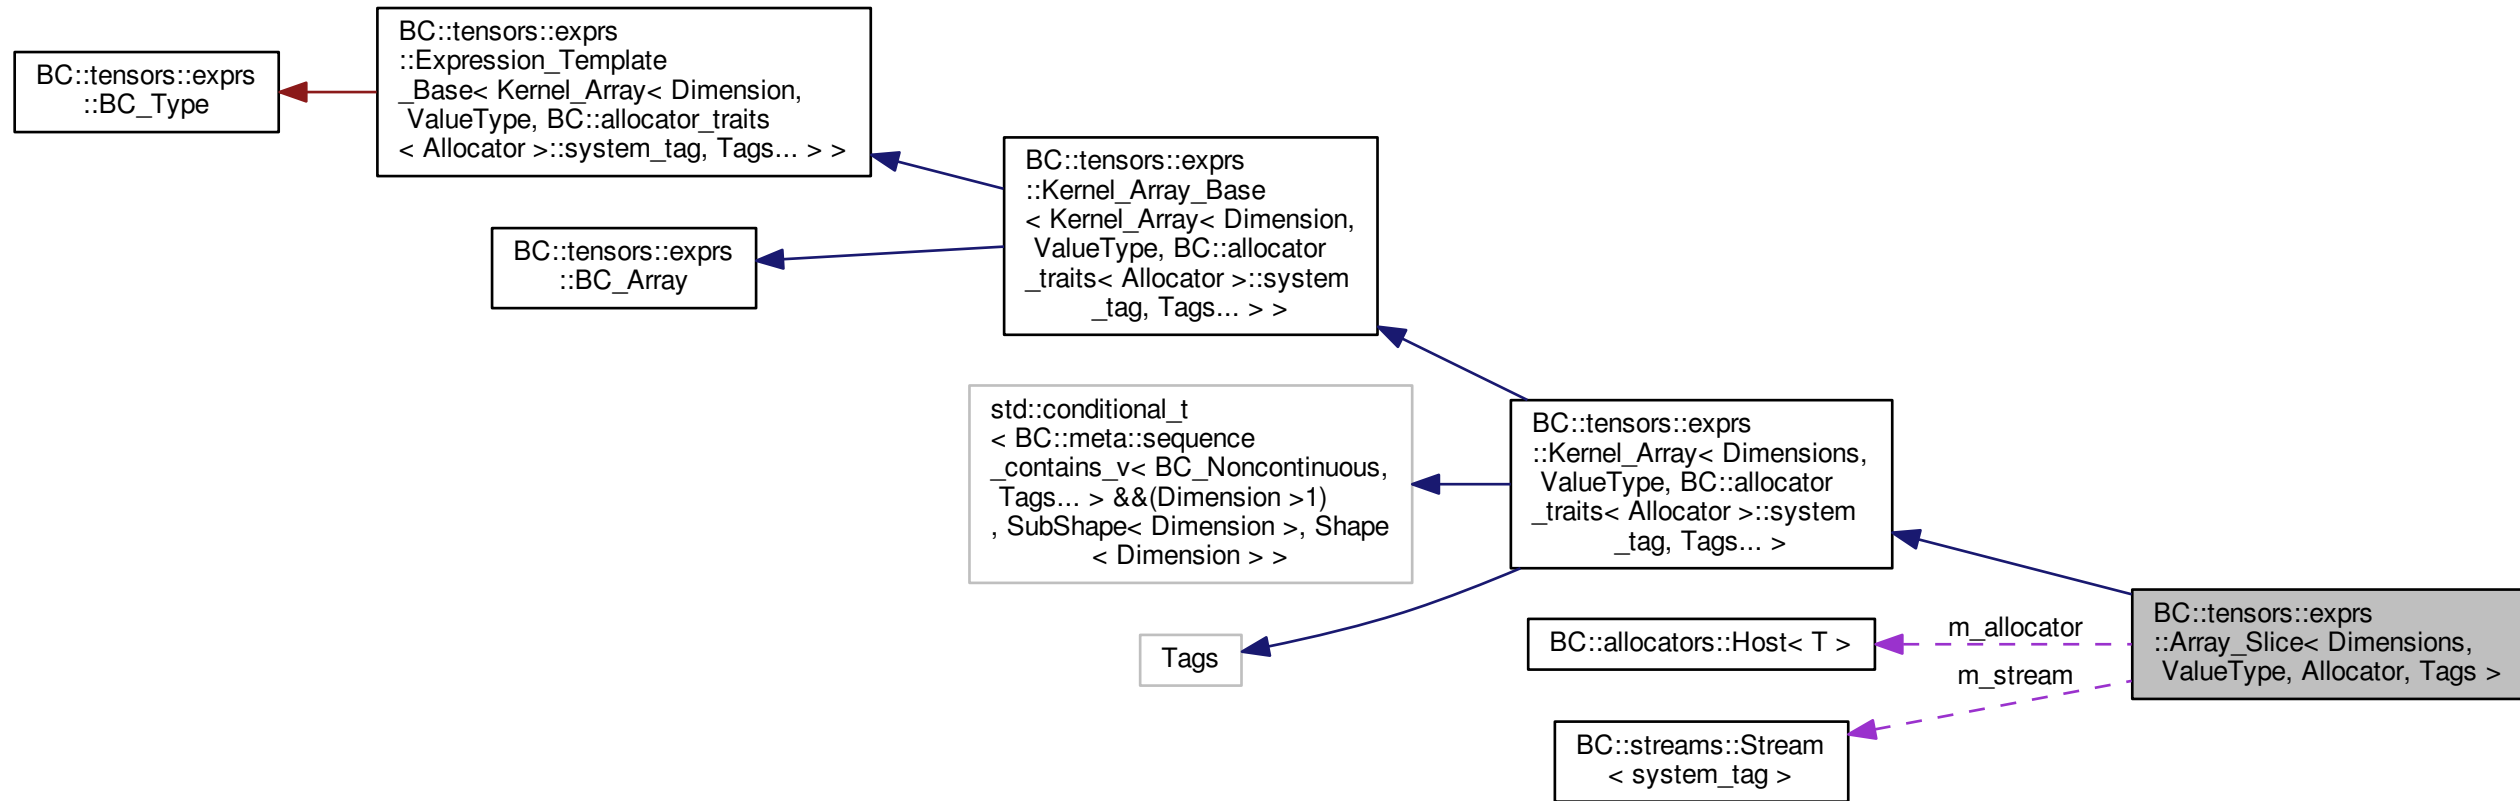 BC::tensors::exprs
::BC_Type
BC::tensors::exprs
::Expression_Template
_Base< Kernel_Array< Dimension,
ValueType, BC::allocator_traits
< Allocator >::system_tag, Tags... > >
BC::tensors::exprs
::BC_Array
BC::tensors::exprs
::Kernel_Array_Base
< Kernel_Array< Dimension,
ValueType, BC::allocator
_traits< Allocator >::system
_tag, Tags... > >
std::conditional_t
< BC::meta::sequence
_contains_v< BC_Noncontinuous,
Tags... > &&(Dimension >1)
, SubShape< Dimension >, Shape
< Dimension > >
Tags
BC::tensors::exprs
::Kernel_Array< Dimensions,
ValueType, BC::allocator
_traits< Allocator >::system
_tag, Tags... >
BC::allocators::Host< T >
BC::streams::Stream
< system_tag >
m_allocator
m_stream
BC::tensors::exprs
::Array_Slice< Dimensions,
ValueType, Allocator, Tags >